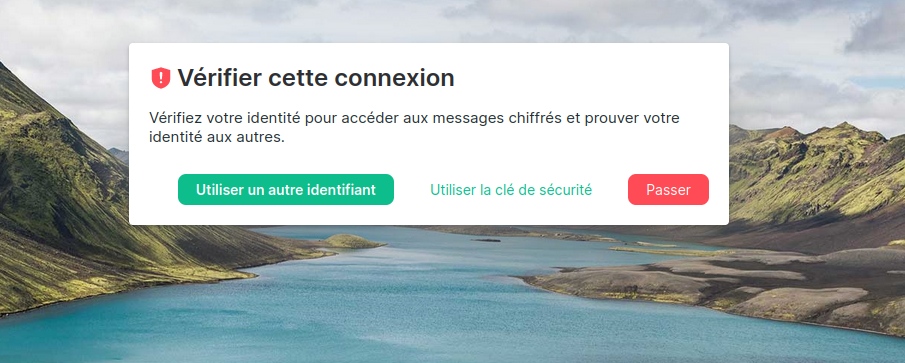 Vérifier cette connexion
Vérifiez votre identité pour accéder aux messages chiffrés et prouver votre
identité aux autres.
Utiliser un autre identifiant
Utiliser la clé de sécurité
Passer